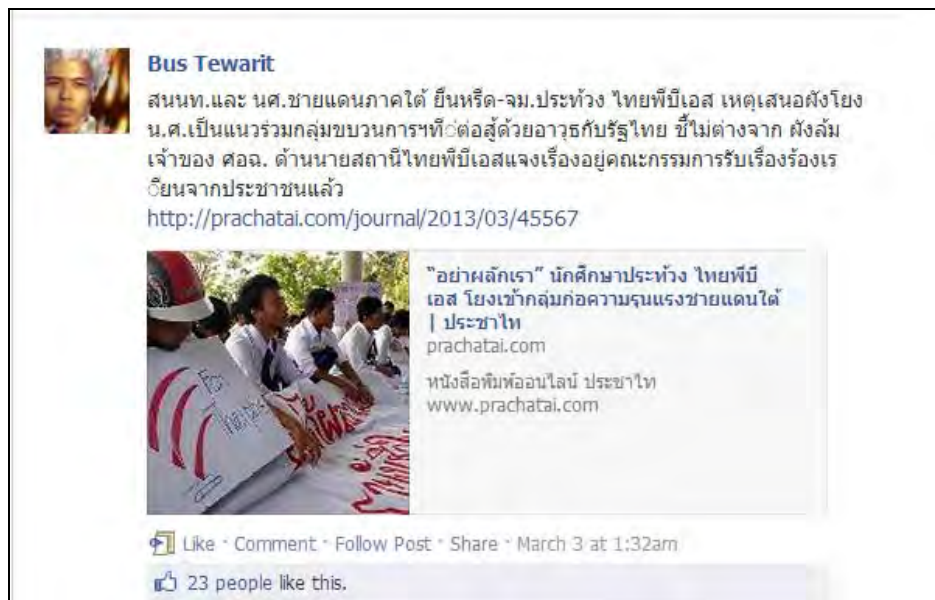 Bus Tewarit
สนนท.และ นศ.ชายแดนภาคใต้ ยื่นหรีด-จม.ประท้วง ไทยพีบีเอส เหตุเสนอผังโยง
น.ศ.เป็นแนวร่วมกลุ่มขบวนการฯที่ต่อสู้ด้วยอาวุธกับรัฐไทย ชี้ไม่ต่างจาก ผังล้ม
เจ้าของ ศอฉ. ด้านนายสถานีไทยพีบีเอสแจงเรื่องอยู่คณะกรรมการรับเรื่องร้องเร
ียนจากประชาชนแล้ว
http://prachatai.com/journal/2013/03/45567
"อย่าผลักเรา" นักศึกษาประท้วง ไทยพีบี
เอส โยงเข้ากลุ่มก่อความรุนแรงชายแดนใต้
| ประชาไท
prachatai.com
หนังสือพิมพ์ออนไลน์ ประชาไท
www.prachatai.com
Like · Comment · Follow Post · Share · March 3 at 1:32am
23 people like this.